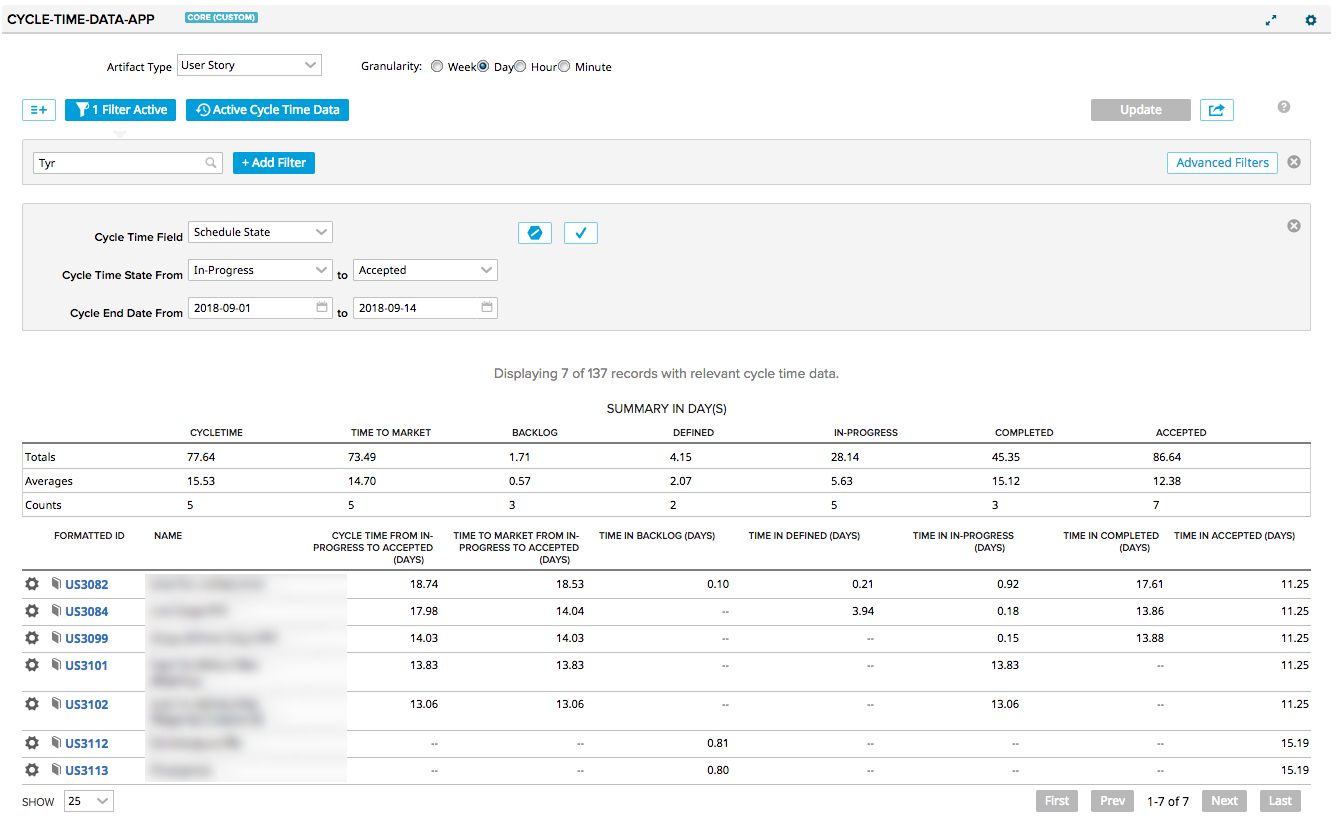 CYCLE-TIME-DATA-APP CORE (CUSTOM)
Artifact Type User Story Granularity: Week Day Hour Minute
1 Filter Active Active Cycle Time Data Update ?
Tyr + Add Filter Advanced Filters
Cycle Time Field Schedule State
Cycle Time State From In-Progress to Accepted
Cycle End Date From 2018-09-01 to 2018-09-14
Displaying 7 of 137 records with relevant cycle time data.
SUMMARY IN DAY(S)
CYCLETIME TIME TO MARKET BACKLOG DEFINED IN-PROGRESS COMPLETED ACCEPTED
Totals 77.64 73.49 1.71 4.15 28.14 45.35 86.64
Averages 15.53 14.70 0.57 2.07 5.63 15.12 12.38
Counts 5 5 3 2 5 3 7
FORMATTED ID NAME CYCLE TIME FROM IN- TIME TO MARKET FROM IN- TIME IN BACKLOG (DAYS) TIME IN DEFINED (DAYS) TIME IN IN-PROGRESS TIME IN COMPLETED TIME IN ACCEPTED (DAYS)
PROGRESS TO ACCEPTED PROGRESS TO ACCEPTED (DAYS) (DAYS)
(DAYS) (DAYS)
US3082 18.74 18.53 0.10 0.21 0.92 17.61 11.25
US3084 17.98 14.04 -- 3.94 0.18 13.86 11.25
US3099 14.03 14.03 -- -- 0.15 13.88 11.25
US3101 13.83 13.83 -- -- 13.83 -- 11.25
US3102 13.06 13.06 -- -- 13.06 -- 11.25
US3112 -- -- 0.81 -- -- -- 15.19
US3113 -- -- 0.80 -- -- -- 15.19
SHOW 25 First Prev 1-7 of 7 Next Last